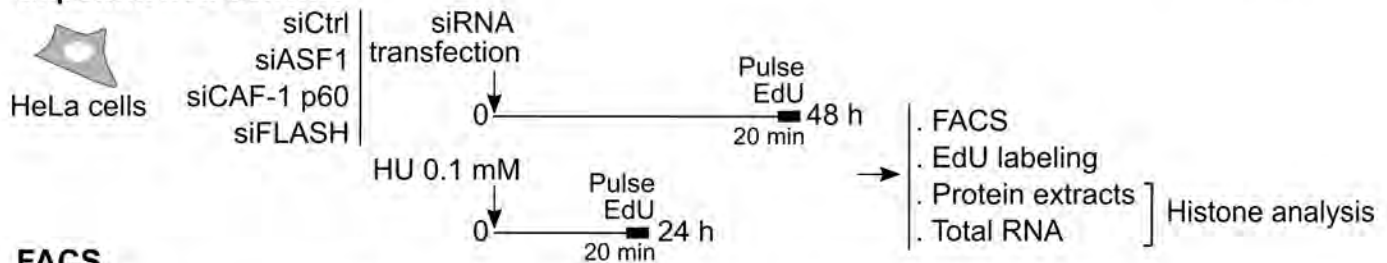 HeLa cells
siCtrl
siASF1
siCAF-1 p60
siFLASH
siRNA
transfection
0
Pulse
EdU
48 h
20 min
HU 0.1 mM
0
Pulse
EdU
24 h
20 min
. FACS
. EdU labeling
. Protein extracts
. Total RNA
Histone analysis
FACS